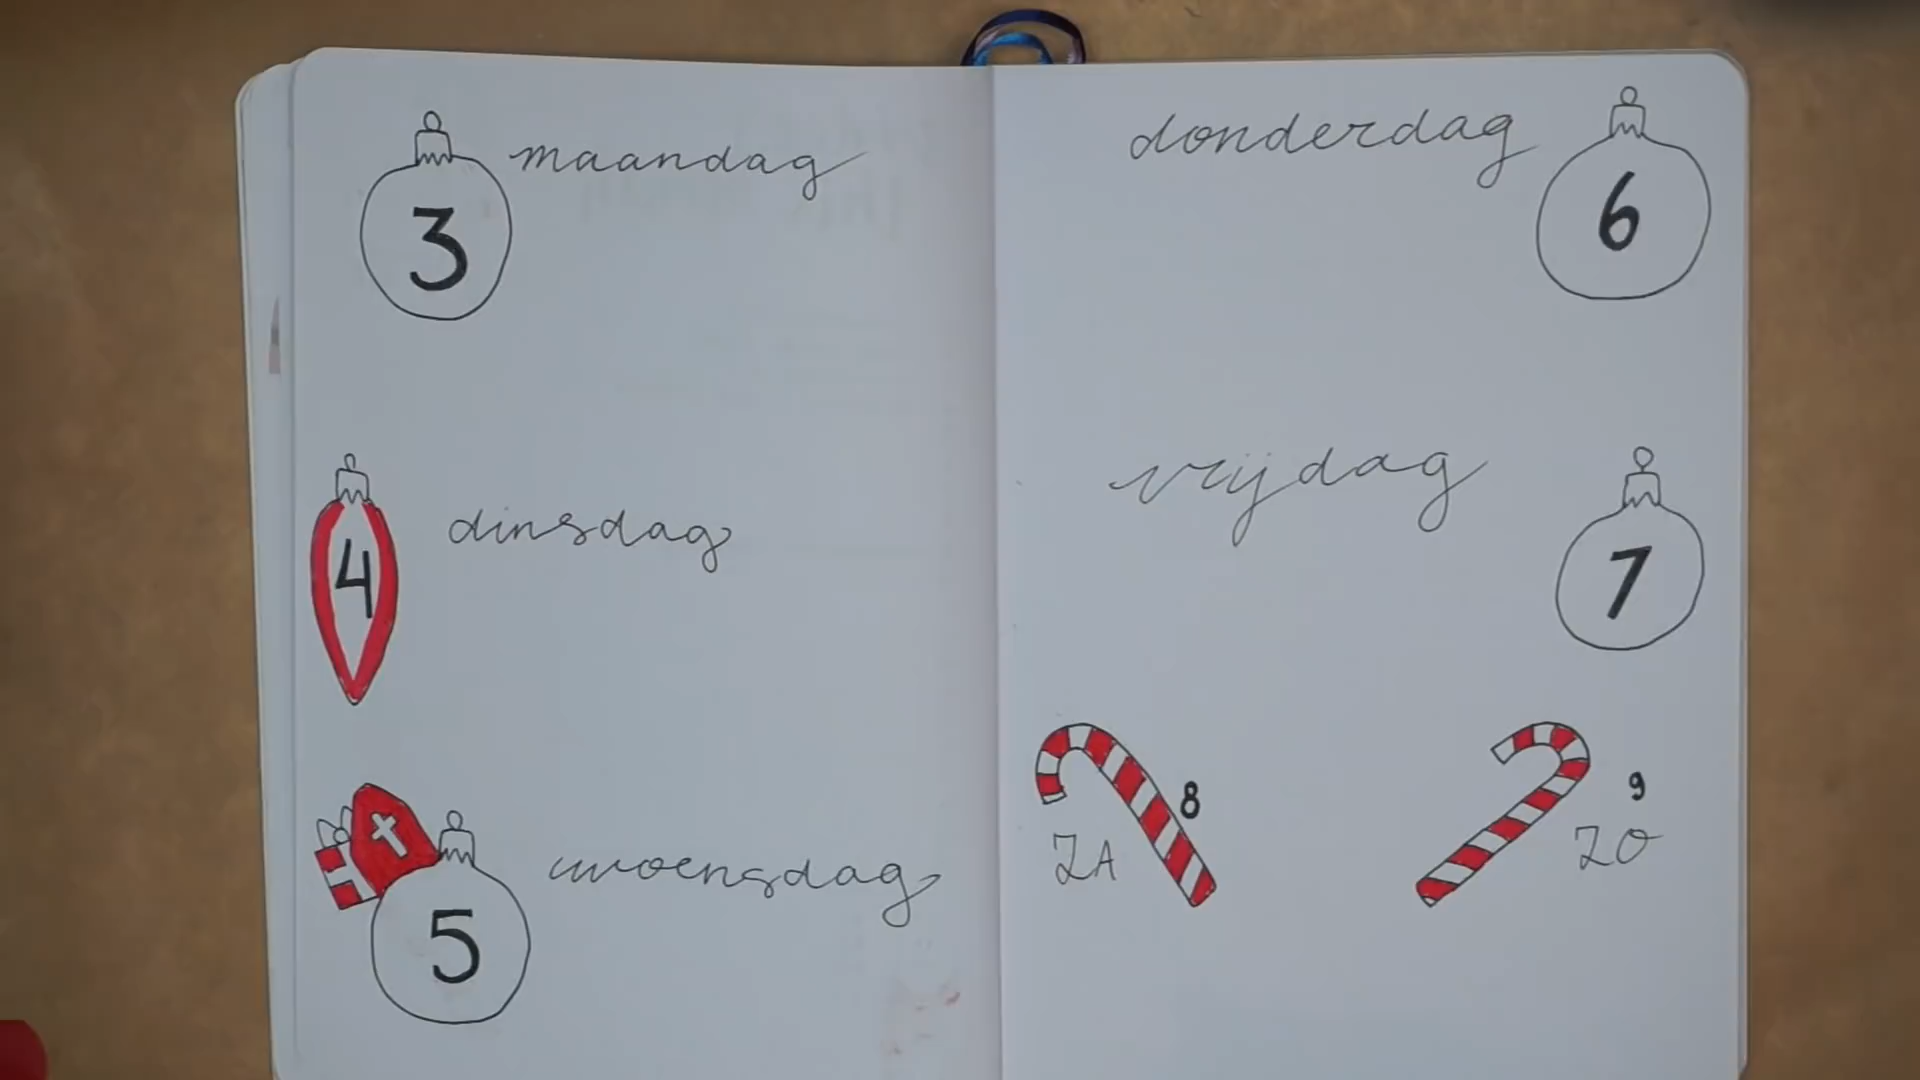 3 maandag
4 dinsdag
5 woensdag
donderdag 6
vrijdag 7
8
ZA
9
ZO